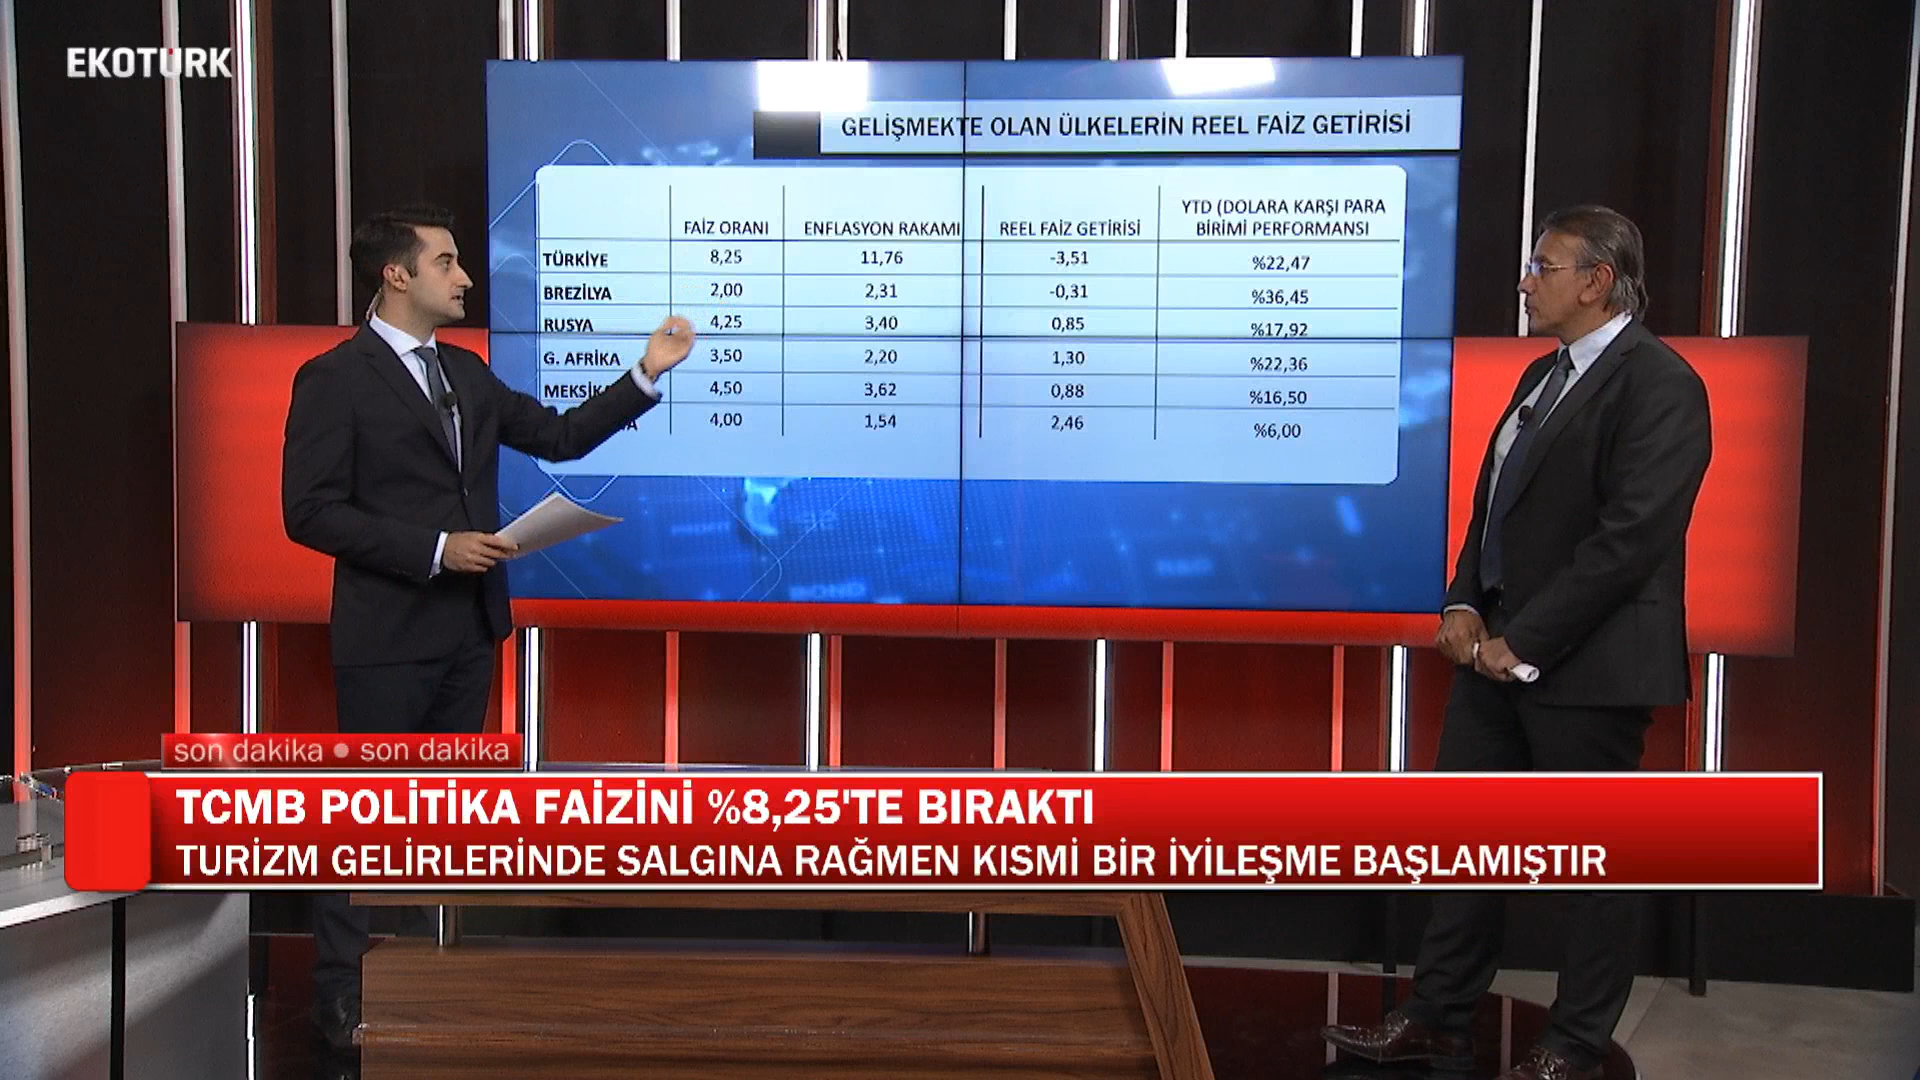 EKOTÜRK
GELİŞMEKTE OLAN ÜLKELERİN REEL FAİZ GETİRİSİ
FAİZ ORANI ENFLASYON RAKAMI REEL FAİZ GETİRİSİ YTD (DOLARA KARŞI PARA
BİRİMİ PERFORMANSI
TÜRKİYE 8,25 11,76 -3,51 %22,47
BREZİLYA 2,00 2,31 -0,31 %36,45
RUSYA 4,25 3,40 0,85 %17,92
G. AFRİKA 3,50 2,20 1,30 %22,36
MEKSİK 4,50 3,62 0,88 %16,50
4,00 1,54 2,46 %6,00
son dakika • son dakika
TCMB POLİTİKA FAİZİNİ %8,25'TE BIRAKTI
TURİZM GELİRLERİNDE SALGINA RAĞMEN KISMİ BİR İYİLEŞME BAŞLAMIŞTIR